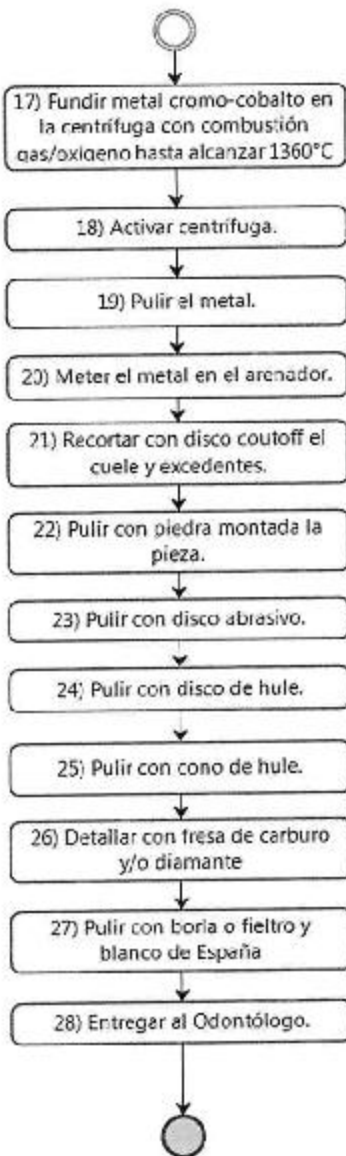 17) Fundir metal cromo-cobalto en
la centrífuga con combustión
gas/oxigeno hasta alcanzar 1360°C
18) Activar centrífuga.
19) Pulir el metal.
20) Meter el metal en el arenador.
21) Recortar con disco coutoff el
cuele y excedentes.
22) Pulir con piedra montada la
pieza.
23) Pulir con disco abrasivo.
24) Pulir con disco de hule.
25) Pulir con cono de hule.
26) Detallar con fresa de carburo
y/o diamante
27) Pulir con borla o fieltro y
blanco de España
28) Entregar al Odontólogo.